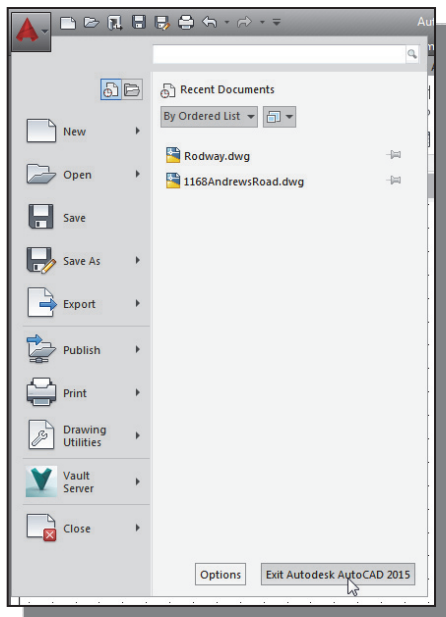 Aut
Recent Documents
By Ordered List
New
Rodway.dwg
Open
1168AndrewsRoad.dwg
Save
Save As
Export
Publish
Print
Drawing
Utilities
Vault
Server
Close
Options
Exit Autodesk AutoCAD 2015